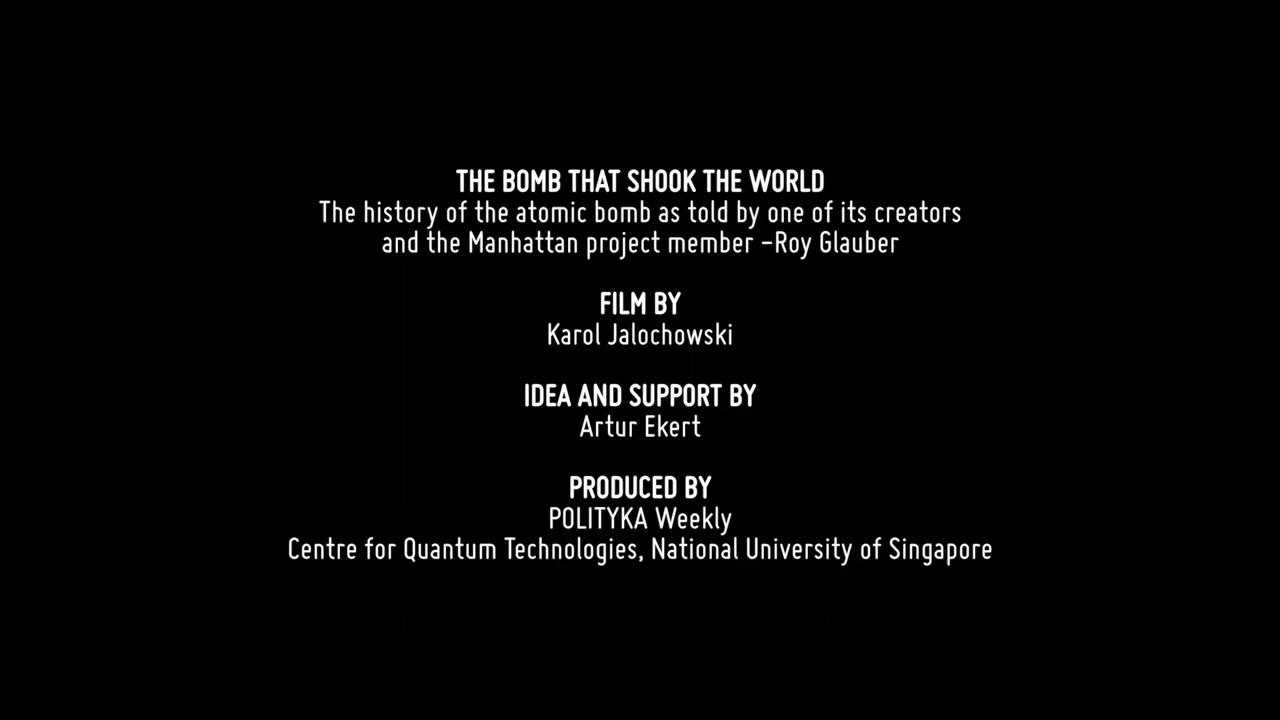 THE BOMB THAT SHOOK THE WORLD
The history of the atomic bomb as told by one of its creators
and the Manhattan project member -Roy Glauber
FILM BY
Karol Jalochowski
IDEA AND SUPPORT BY
Artur Ekert
PRODUCED BY
POLITYKA Weekly
Centre for Quantum Technologies, National University of Singapore